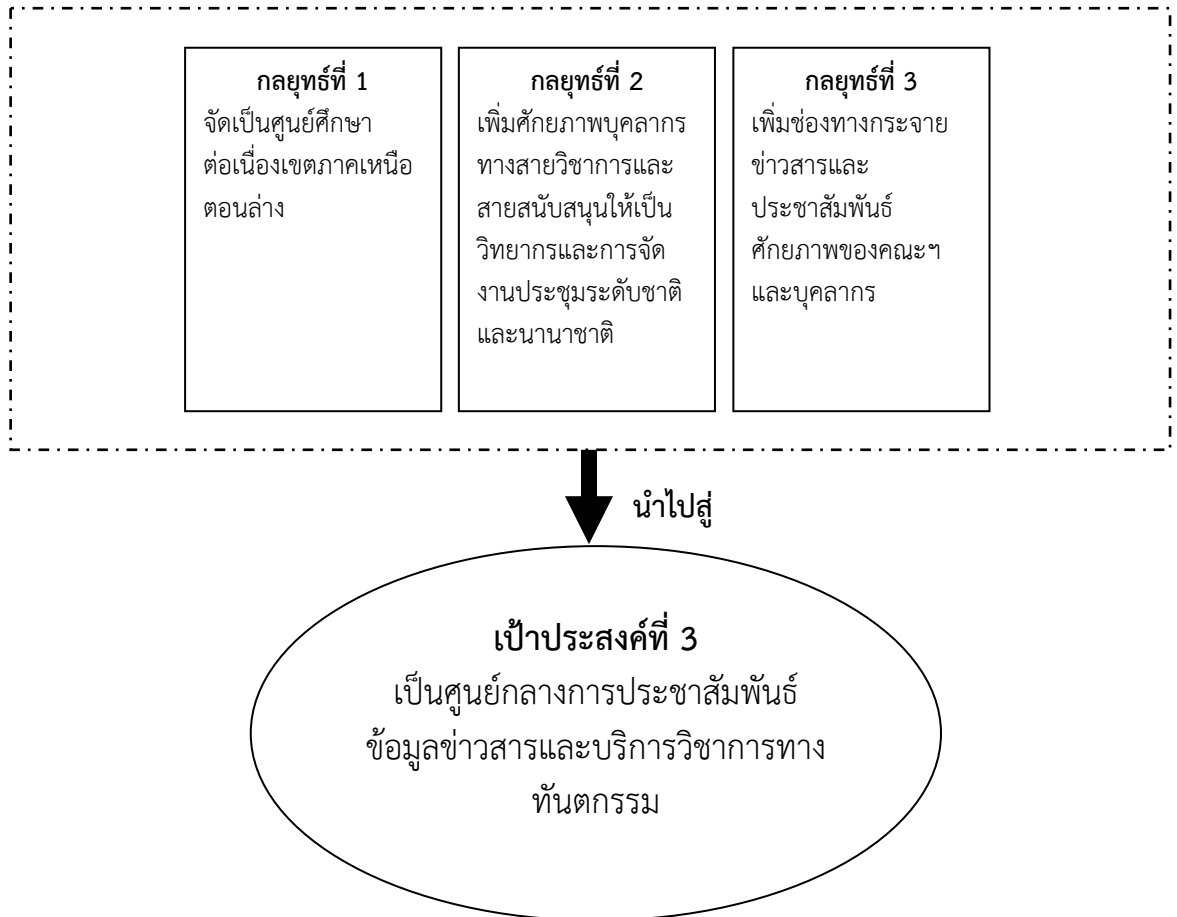 กลยุทธ์ที่ 1
จัดเป็นศูนย์ศึกษา
ต่อเนื่องเขตภาคเหนือ
ตอนล่าง
กลยุทธ์ที่ 2
เพิ่มศักยภาพบุคลากร
ทางสายวิชาการและ
สายสนับสนุนให้เป็น
วิทยากรและการจัด
งานประชุมระดับชาติ
และนานาชาติ
กลยุทธ์ที่ 3
เพิ่มช่องทางกระจาย
ข่าวสารและ
ประชาสัมพันธ์
ศักยภาพของคณะฯ
และบุคลากร
นำไปสู่
เป้าประสงค์ที่ 3
เป็นศูนย์กลางการประชาสัมพันธ์
ข้อมูลข่าวสารและบริการวิชาการทาง
ทันตกรรม